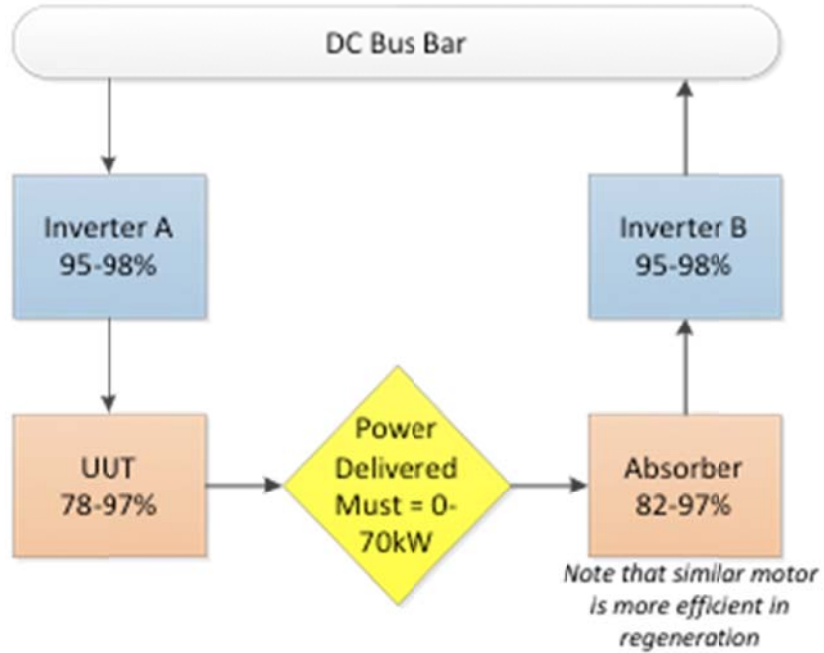 DC Bus Bar
Inverter A
95-98%
Inverter B
95-98%
UUT
78-97%
Power
Delivered
Must = 0-
70kW
Absorber
82-97%
Note that similar motor
is more efficient in
regeneration